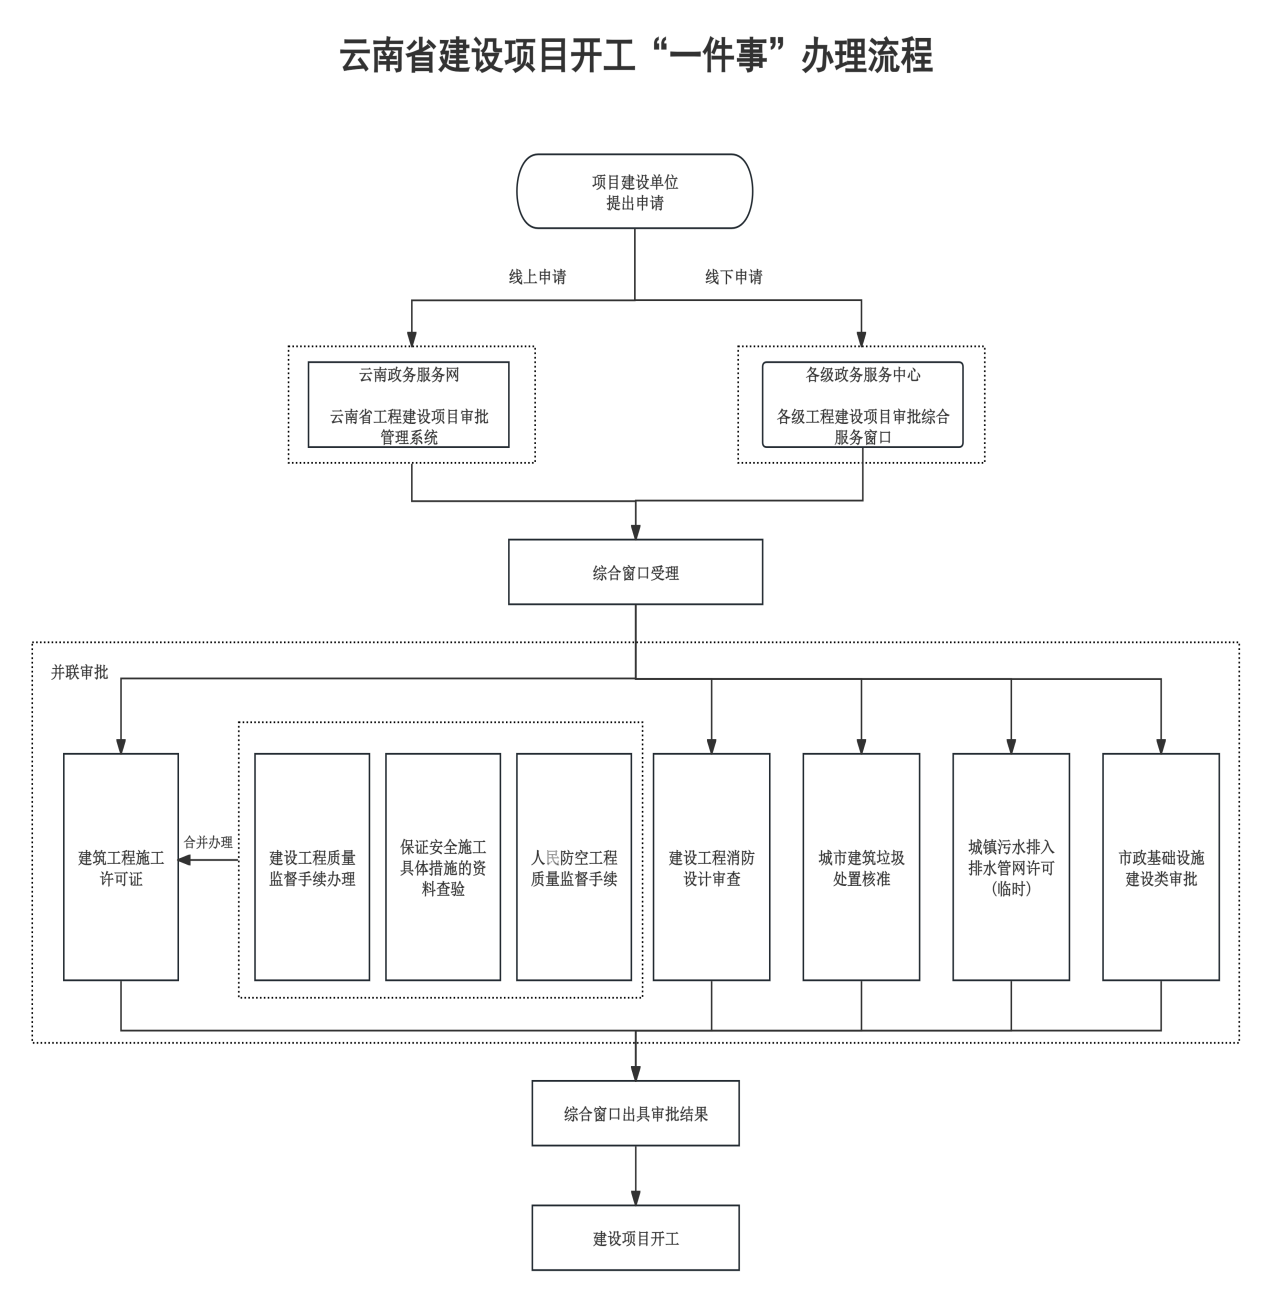 云南省建设项目开工“一件事”办理流程
项目建设单位
提出申请
线上申请
线下申请
云南政务服务网
云南省工程建设项目审批
管理系统
各级政务服务中心
各级工程建设项目审批综合
服务窗口
综合窗口受理
并联审批
建筑工程施工
许可证
合并办理
建设工程质量
监督手续办理
保证安全施工
具体措施的资
料查验
人民防空工程
质量监督手续
建设工程消防
设计审查
城市建筑垃圾
处置核准
城镇污水排入
排水管网许可
(临时)
市政基础设施
建设类审批
综合窗口出具审批结果
建设项目开工